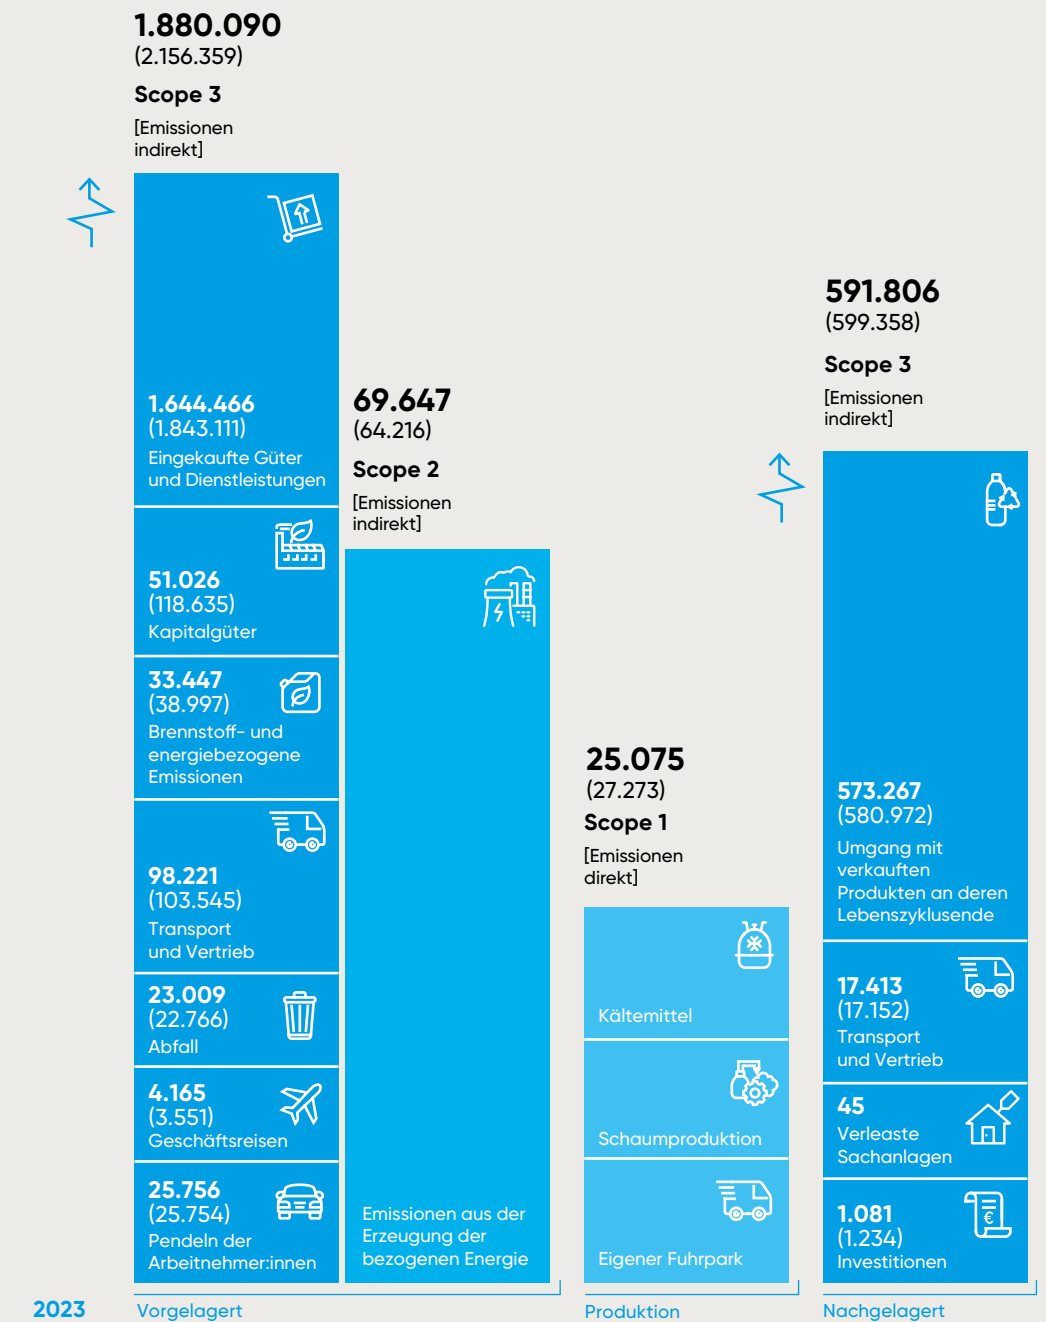 1.880.090
(2.156.359)
Scope 3
[Emissionen
indirekt]
1.644.466
(1.843.111)
Eingekaufte Güter
und Dienstleistungen
51.026
(118.635)
Kapitalgüter
33.447
(38.997)
Brennstoff- und
energiebezogene
Emissionen
98.221
(103.545)
Transport
und Vertrieb
23.009
(22.766)
Abfall
4.165
(3.551)
Geschäftsreisen
25.756
(25.754)
Pendeln der
Arbeitnehmer:innen
69.647
(64.216)
Scope 2
[Emissionen
indirekt]
Emissionen aus der
Erzeugung der
bezogenen Energie
25.075
(27.273)
Scope 1
[Emissionen
direkt]
Kältemittel
Schaumproduktion
Eigener Fuhrpark
591.806
(599.358)
Scope 3
[Emissionen
indirekt]
573.267
(580.972)
Umgang mit
verkauften
Produkten an deren
Lebenszyklusende
17.413
(17.152)
Transport
und Vertrieb
45
Verleaste
Sachanlagen
€
1.081
(1.234)
Investitionen
2023
Vorgelagert
Produktion
Nachgelagert